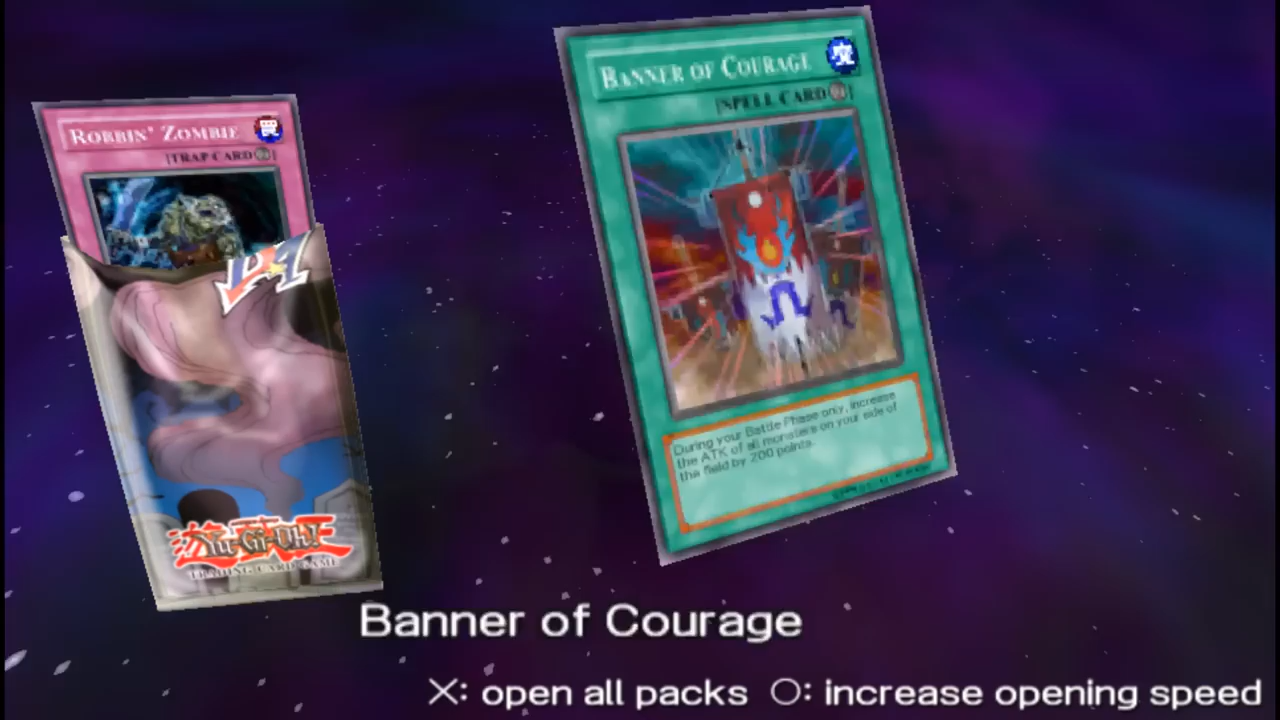 ROBBIN' ZOMBIE
[TRAP CARD]
Yu-Gi-Oh!
TRADING CARD GAME
BANNER OF COURAGE
[SPELL CARD]
During your Battle Phase only, increase
the ATK of all monsters on your side of
the field by 200 points.
Banner of Courage
X: open all packs O: increase opening speed